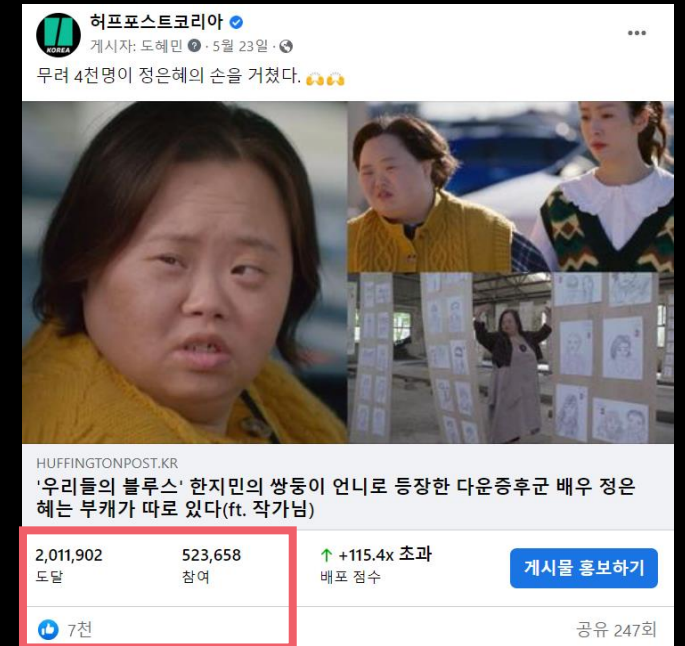 허프포스트코리아
KOREA
게시자: 도혜민 · 5월 23일 ·
무려 4천명이 정은혜의 손을 거쳤다. 🙌🙌
HUFFINGTONPOST.KR
'우리들의 블루스' 한지민의 쌍둥이 언니로 등장한 다운증후군 배우 정은
혜는 부캐가 따로 있다(ft. 작가님)
2,011,902 523,658 +115.4x 초과
도달 참여 배포 점수
게시물 홍보하기
7천 공유 247회